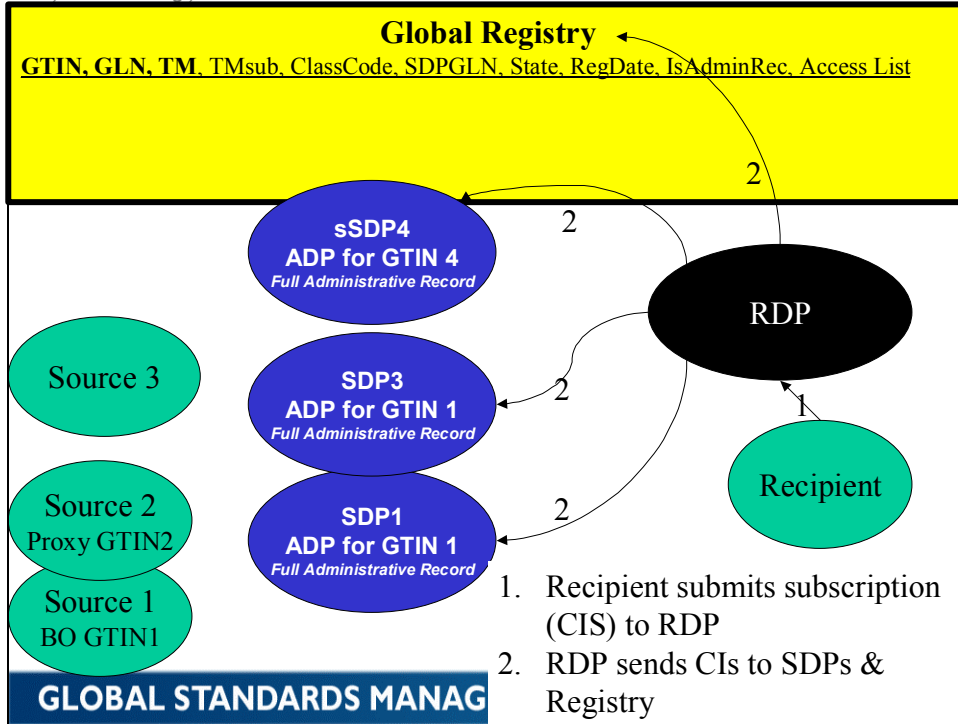 Global Registry
GTIN, GLN, TM, TMsub, ClassCode, SDPGLN, State, RegDate, IsAdminRec, Access List
2
2
sSDP4
ADP for GTIN 4
Full Administrative Record
RDP
Source 3
SDP3
ADP for GTIN 1
Full Administrative Record
2
1
Recipient
Source 2
Proxy GTIN2
SDP1
ADP for GTIN 1
Full Administrative Record
2
Source 1
BO GTIN1
1. Recipient submits subscription
(CIS) to RDP
2. RDP sends CIs to SDPs &
Registry
GLOBAL STANDARDS MANAG